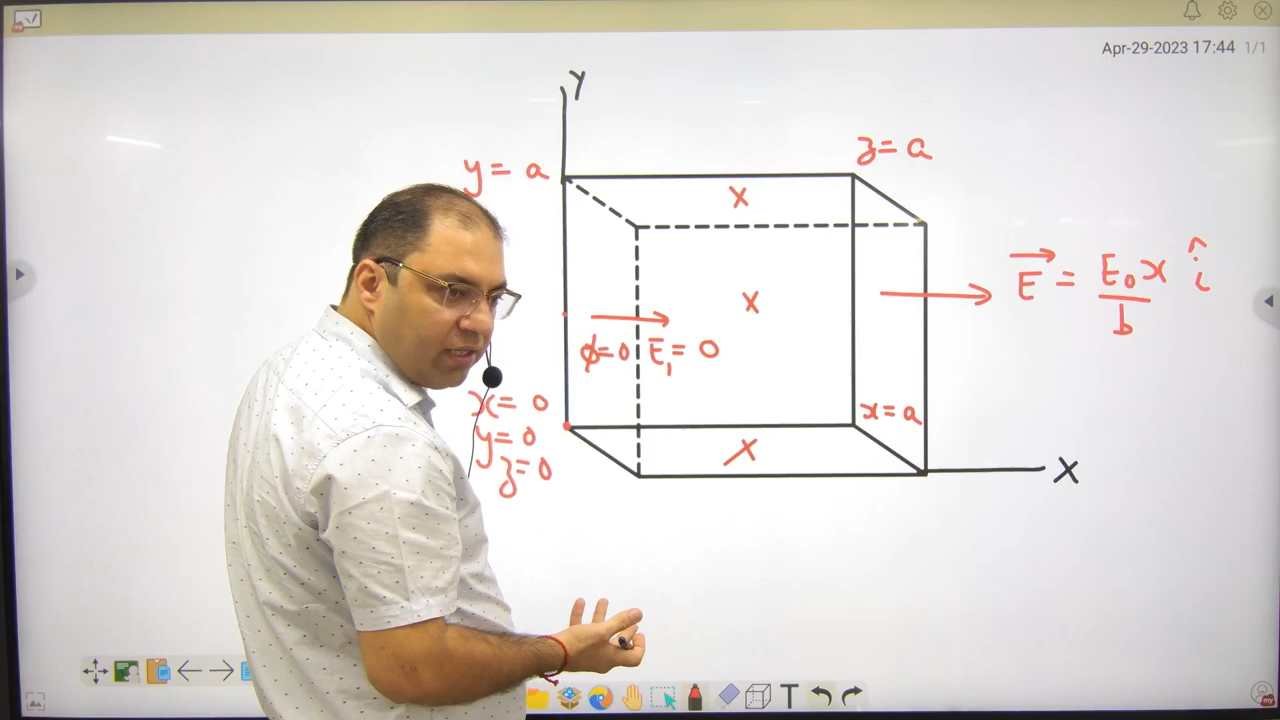 Apr-29-2023 17:44 1/1
Y
y = a
z = a
X
E = E₀x î / b
X
ϕ=0 E₁= 0
x = 0
x = a
y = 0
z = 0
X
X
T